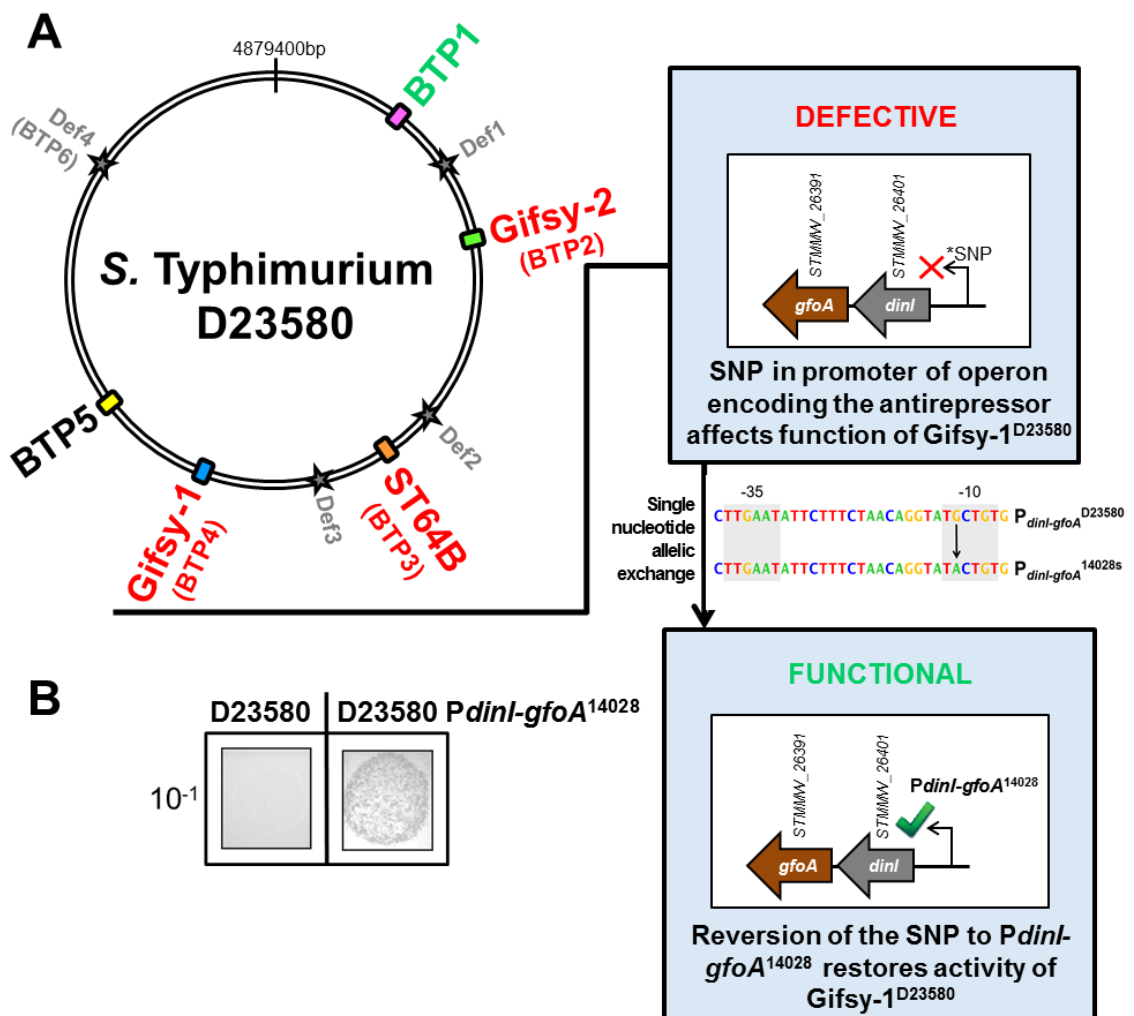 A
4879400bp
BTP1
Def1
Gifsy-2
(BTP2)
Def2
ST64B
(BTP3)
Def3
Gifsy-1
(BTP4)
BTP5
Def4
(BTP6)
S. Typhimurium
D23580
DEFECTIVE
STMMW_26391
STMMW_26401
*SNP
gfoA
dinI
SNP in promoter of operon
encoding the antirepressor
affects function of Gifsy-1D23580
Single
nucleotide
allelic
exchange
-35 -10
CTTGAATATTCTTTCTAACAGGTATGCTGTG PdinI-gfoAD23580
CTTGAATATTCTTTCTAACAGGTATACTGTG PdinI-gfoA14028s
FUNCTIONAL
STMMW_26391
STMMW_26401
PdinI-gfoA14028
gfoA
dinI
Reversion of the SNP to PdinI-
gfoA14028 restores activity of
Gifsy-1D23580
B
D23580 D23580 PdinI-gfoA14028
10-1